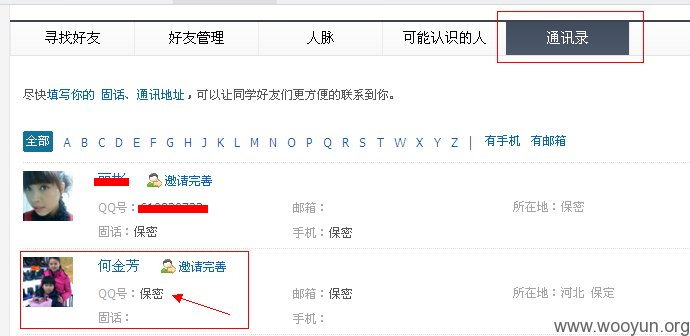 寻找好友 好友管理 人脉 可能认识的人 通讯录
尽快填写你的 固话、通讯地址，可以让同学好友们更方便的联系到你。
全部 A B C D E F G H J K L M N O P Q R S T W X Y Z | 有手机 有邮箱
邀请完善
QQ号： 邮箱： 所在地：保密
固话：保密 手机：保密
何金芳 邀请完善
QQ号：保密 邮箱： 所在地：河北 保定
固话： 手机：保密
www.wooyun.org